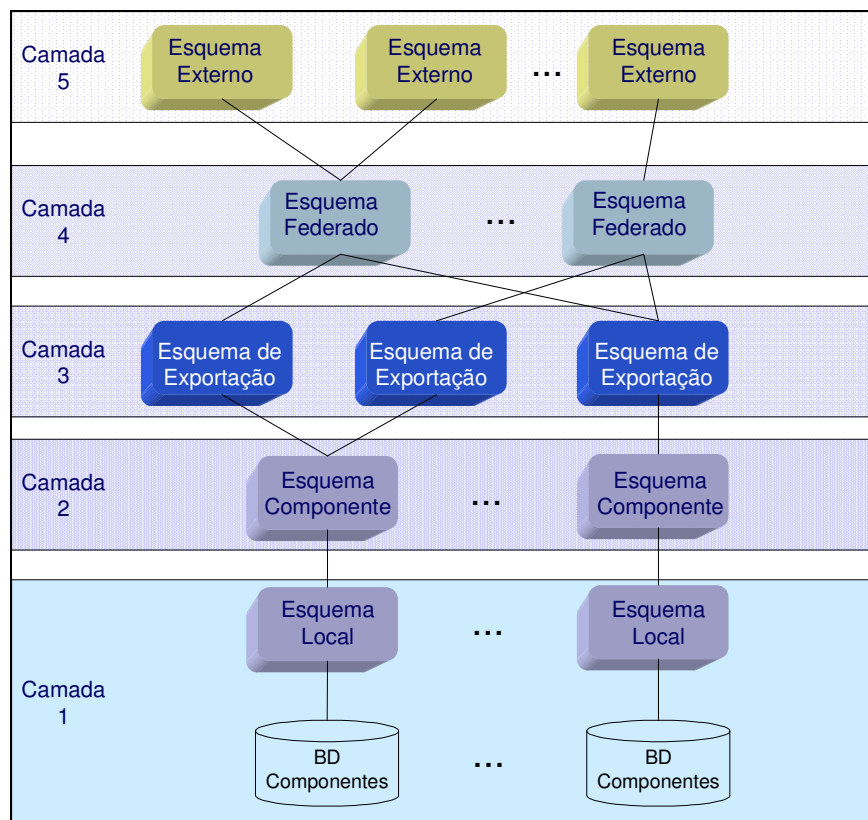 Camada
5
Esquema
Externo
Esquema
Externo
...
Esquema
Externo
Camada
4
Esquema
Federado
...
Esquema
Federado
Camada
3
Esquema de
Exportação
Esquema de
Exportação
Esquema de
Exportação
Camada
2
Esquema
Componente
...
Esquema
Componente
Camada
1
Esquema
Local
...
Esquema
Local
BD
Componentes
...
BD
Componentes